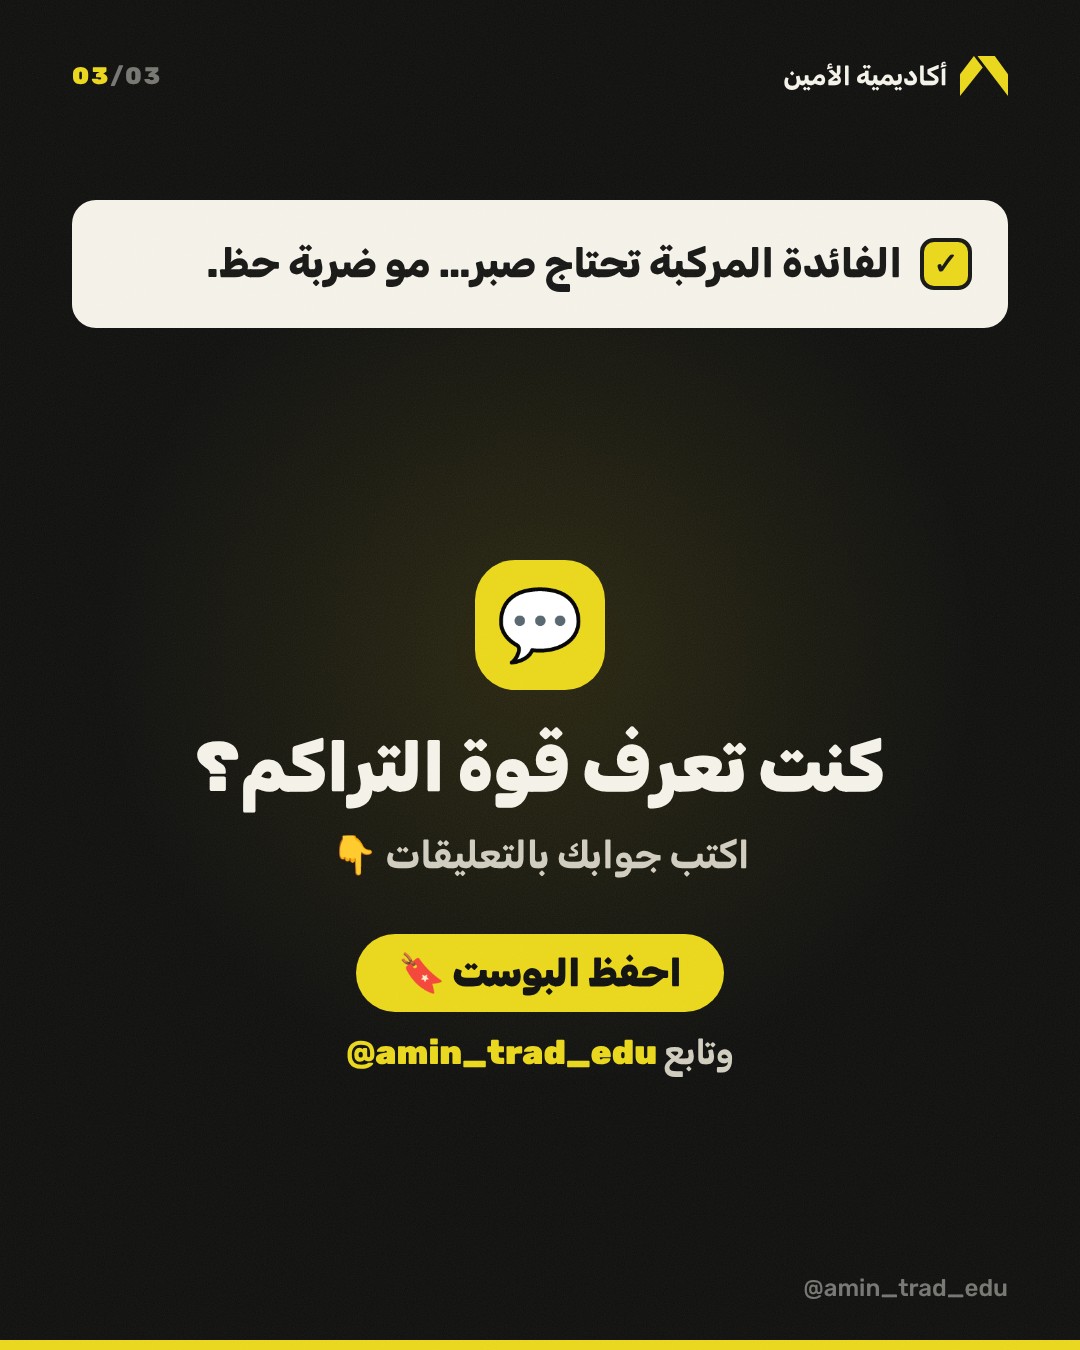 أكاديمية الأمين
03/03
✓ الفائدة المركبة تحتاج صبر... مو ضربة حظ.
كنت تعرف قوة التراكم؟
اكتب جوابك بالتعليقات 👇
احفظ البوست 🔖
وتابع @amin_trad_edu
@amin_trad_edu